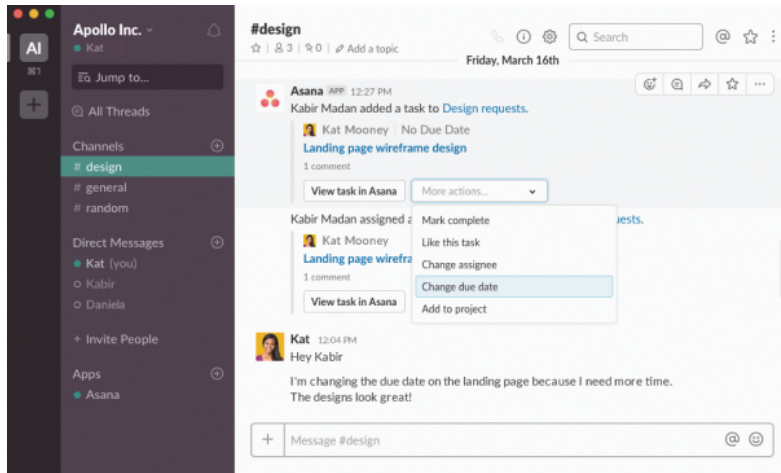 Apollo Inc.
Kat
AI
⌘1
Jump to...
All Threads
Channels
# design
# general
# random
Direct Messages
Kat (you)
Kabir
Daniela
+ Invite People
Apps
Asana
#design
3 | 0 | Add a topic
Search
Friday, March 16th
Asana APP 12:27 PM
Kabir Madan added a task to Design requests.
Kat Mooney | No Due Date
Landing page wireframe design
1 comment
View task in Asana
More actions...
Mark complete
Like this task
Change assignee
Change due date
Add to project
Kabir Madan assigned
Kat Mooney
Landing page
1 comment
View task in Asana
Kat 12:04 PM
Hey Kabir
I'm changing the due date on the landing page because I need more time.
The designs look great!
Message #design